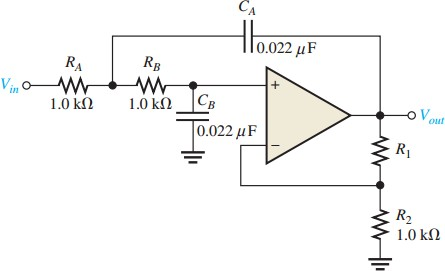 C_A
0.022 μF
R_A
R_B
V_in
1.0 kΩ
1.0 kΩ
C_B
0.022 μF
+
−
V_out
R_1
R_2
1.0 kΩ